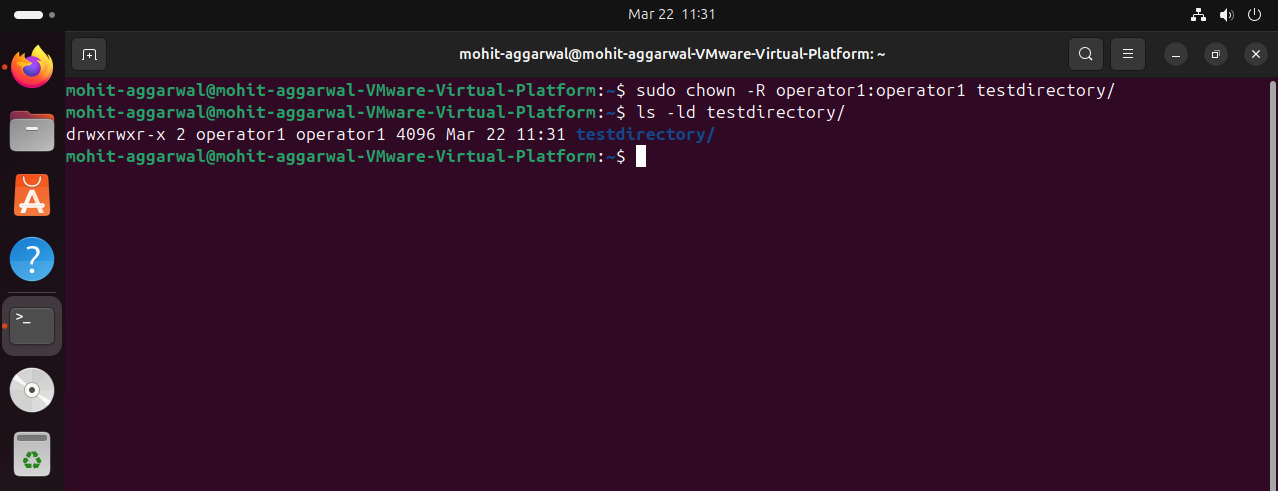 Mar 22 11:31
mohit-aggarwal@mohit-aggarwal-VMware-Virtual-Platform: ~
mohit-aggarwal@mohit-aggarwal-VMware-Virtual-Platform:~$ sudo chown -R operator1:operator1 testdirectory/
mohit-aggarwal@mohit-aggarwal-VMware-Virtual-Platform:~$ ls -ld testdirectory/
drwxrwxr-x 2 operator1 operator1 4096 Mar 22 11:31 testdirectory/
mohit-aggarwal@mohit-aggarwal-VMware-Virtual-Platform:~$